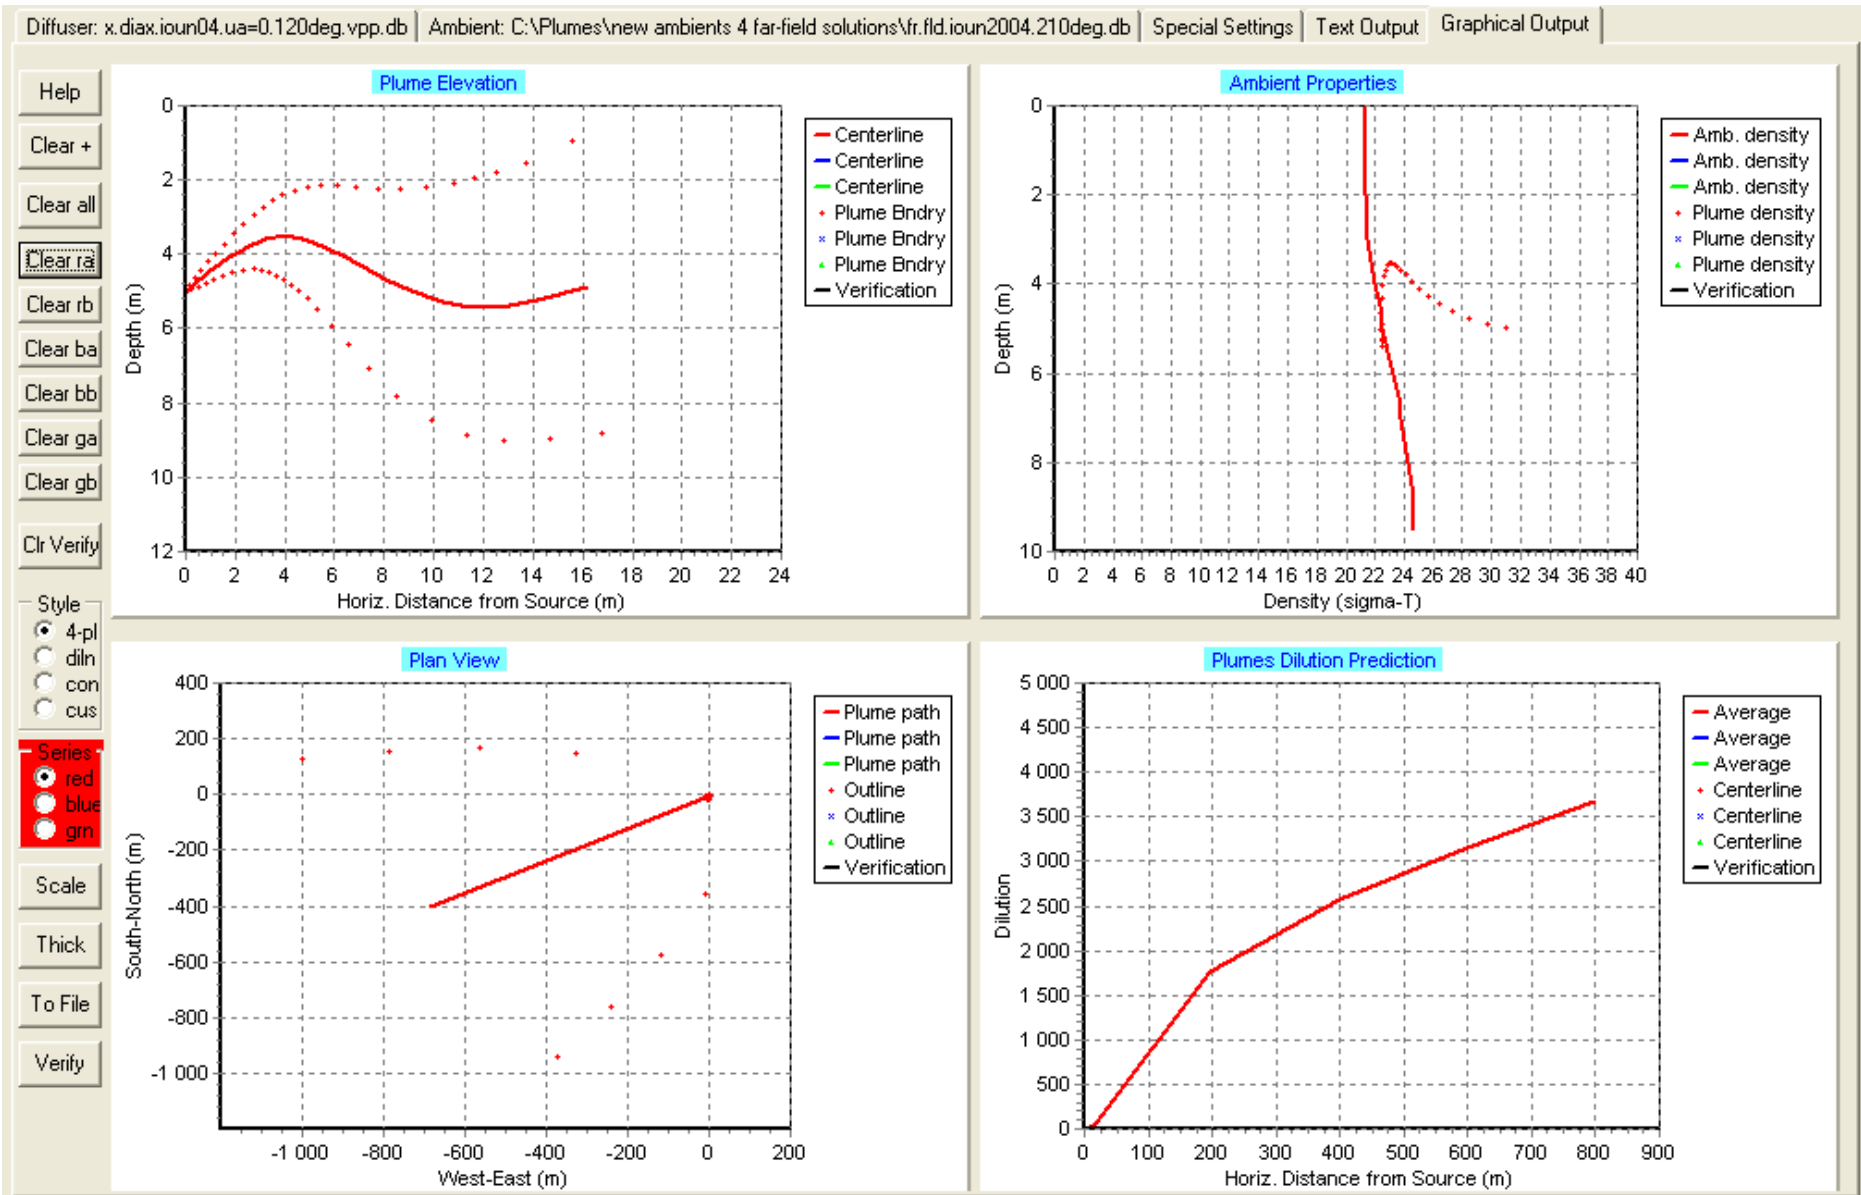 Diffuser: x.diax.ioun04.ua=0.120deg.vpp.db Ambient: C:\Plumes\new ambients 4 far-field solutions\fr.fld.ioun2004.210deg.db Special Settings Text Output Graphical Output
Help
Clear +
Clear all
Clear ra
Clear rb
Clear ba
Clear bb
Clear ga
Clear gb
Clr Verify
Style
4-pl
diln
con
cus
Series
red
blue
grn
Scale
Thick
To File
Verify
Plume Elevation
Depth (m)
0
2
4
6
8
10
12
0 2 4 6 8 10 12 14 16 18 20 22 24
Horiz. Distance from Source (m)
Centerline
Centerline
Centerline
Plume Bndry
Plume Bndry
Plume Bndry
Verification
Ambient Properties
Depth (m)
0
2
4
6
8
10
0 2 4 6 8 10 12 14 16 18 20 22 24 26 28 30 32 34 36 38 40
Density (sigma-T)
Amb. density
Amb. density
Amb. density
Plume density
Plume density
Plume density
Verification
Plan View
South-North (m)
400
200
0
-200
-400
-600
-800
-1 000
-1 000 -800 -600 -400 -200 0 200
West-East (m)
Plume path
Plume path
Plume path
Outline
Outline
Outline
Verification
Plumes Dilution Prediction
Dilution
5 000
4 500
4 000
3 500
3 000
2 500
2 000
1 500
1 000
500
0
0 100 200 300 400 500 600 700 800 900
Horiz. Distance from Source (m)
Average
Average
Average
Centerline
Centerline
Centerline
Verification